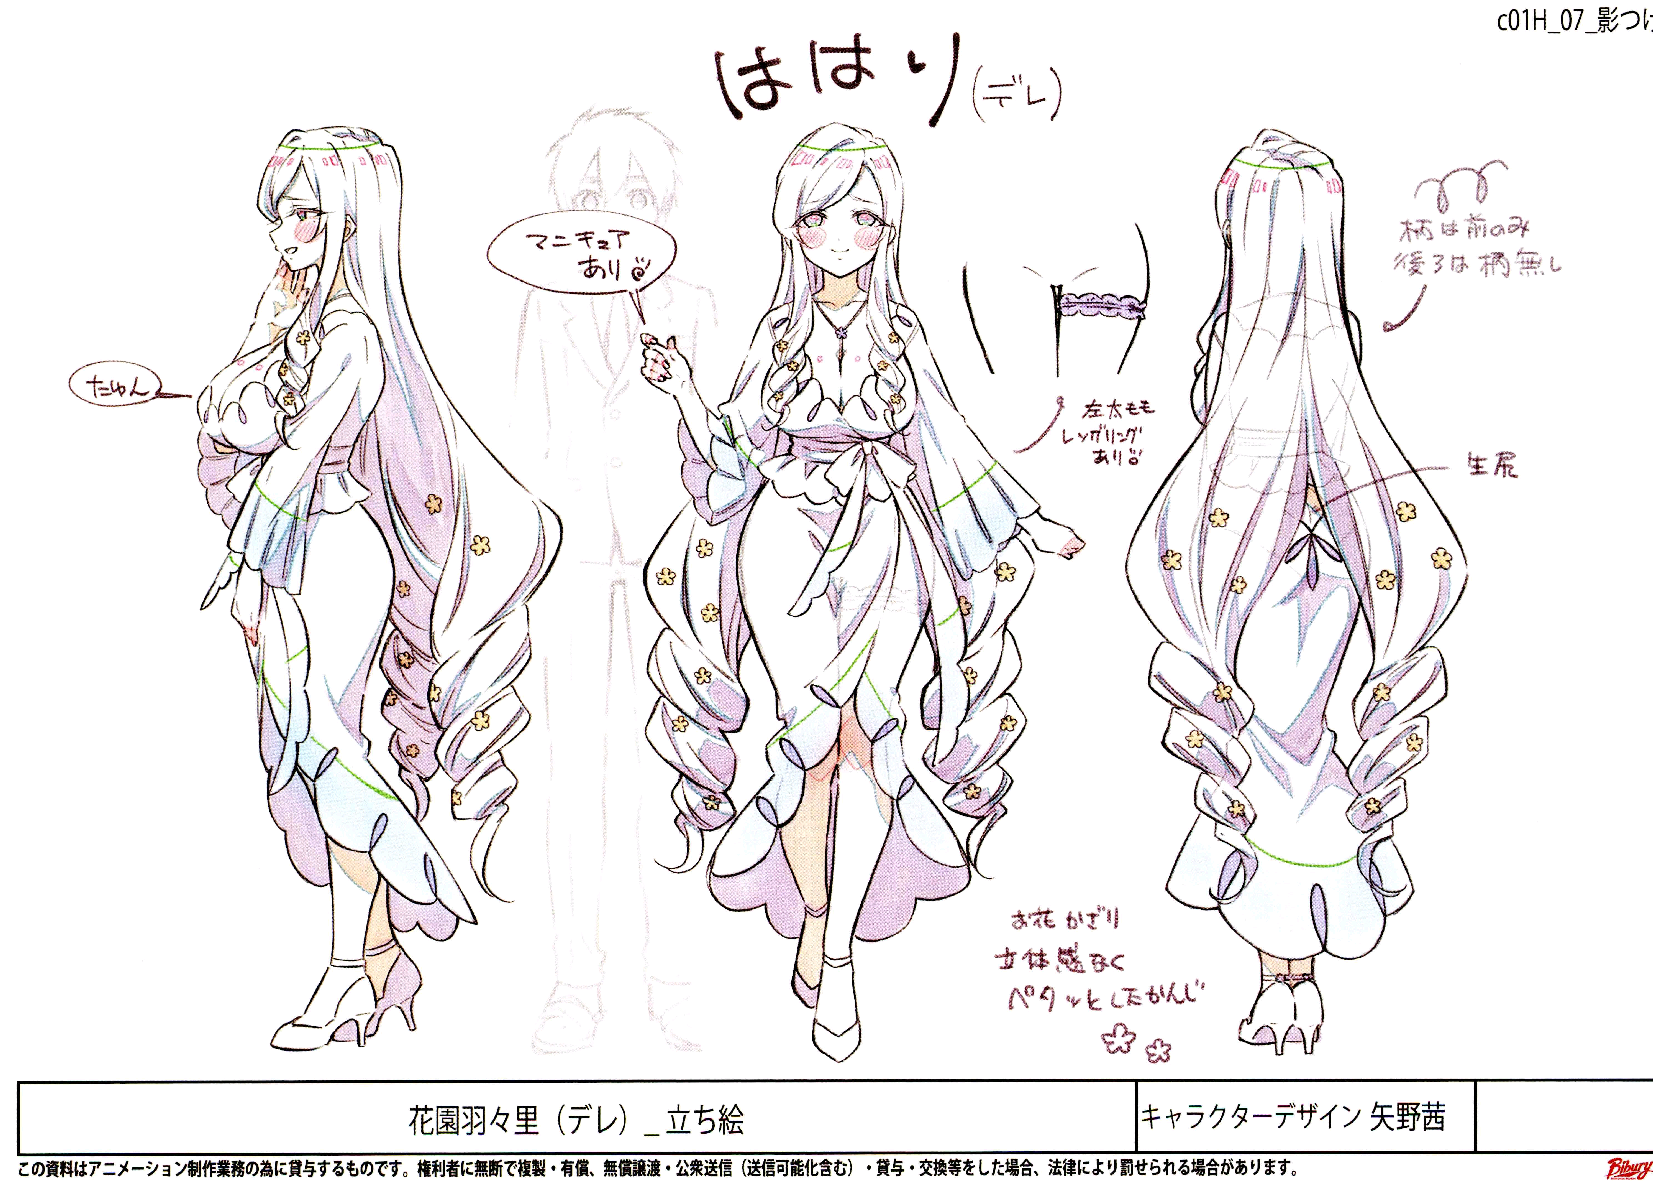 c01H_07_影つけ
ははり(デレ)
マニキュア
あり
柄は前のみ
後ろは柄無し
たゆん
左太もも
レッグリング
あり
生尻
お花かざり
立体感なく
ペタッとしたかんじ
花園羽々里(デレ)_立ち絵
キャラクターデザイン 矢野茜
この資料はアニメーション制作業務の為に貸与するものです。権利者に無断で複製・有償、無償譲渡・公衆送信(送信可能化含む)・貸与・交換等をした場合、法律により罰せられる場合があります。
Bibury